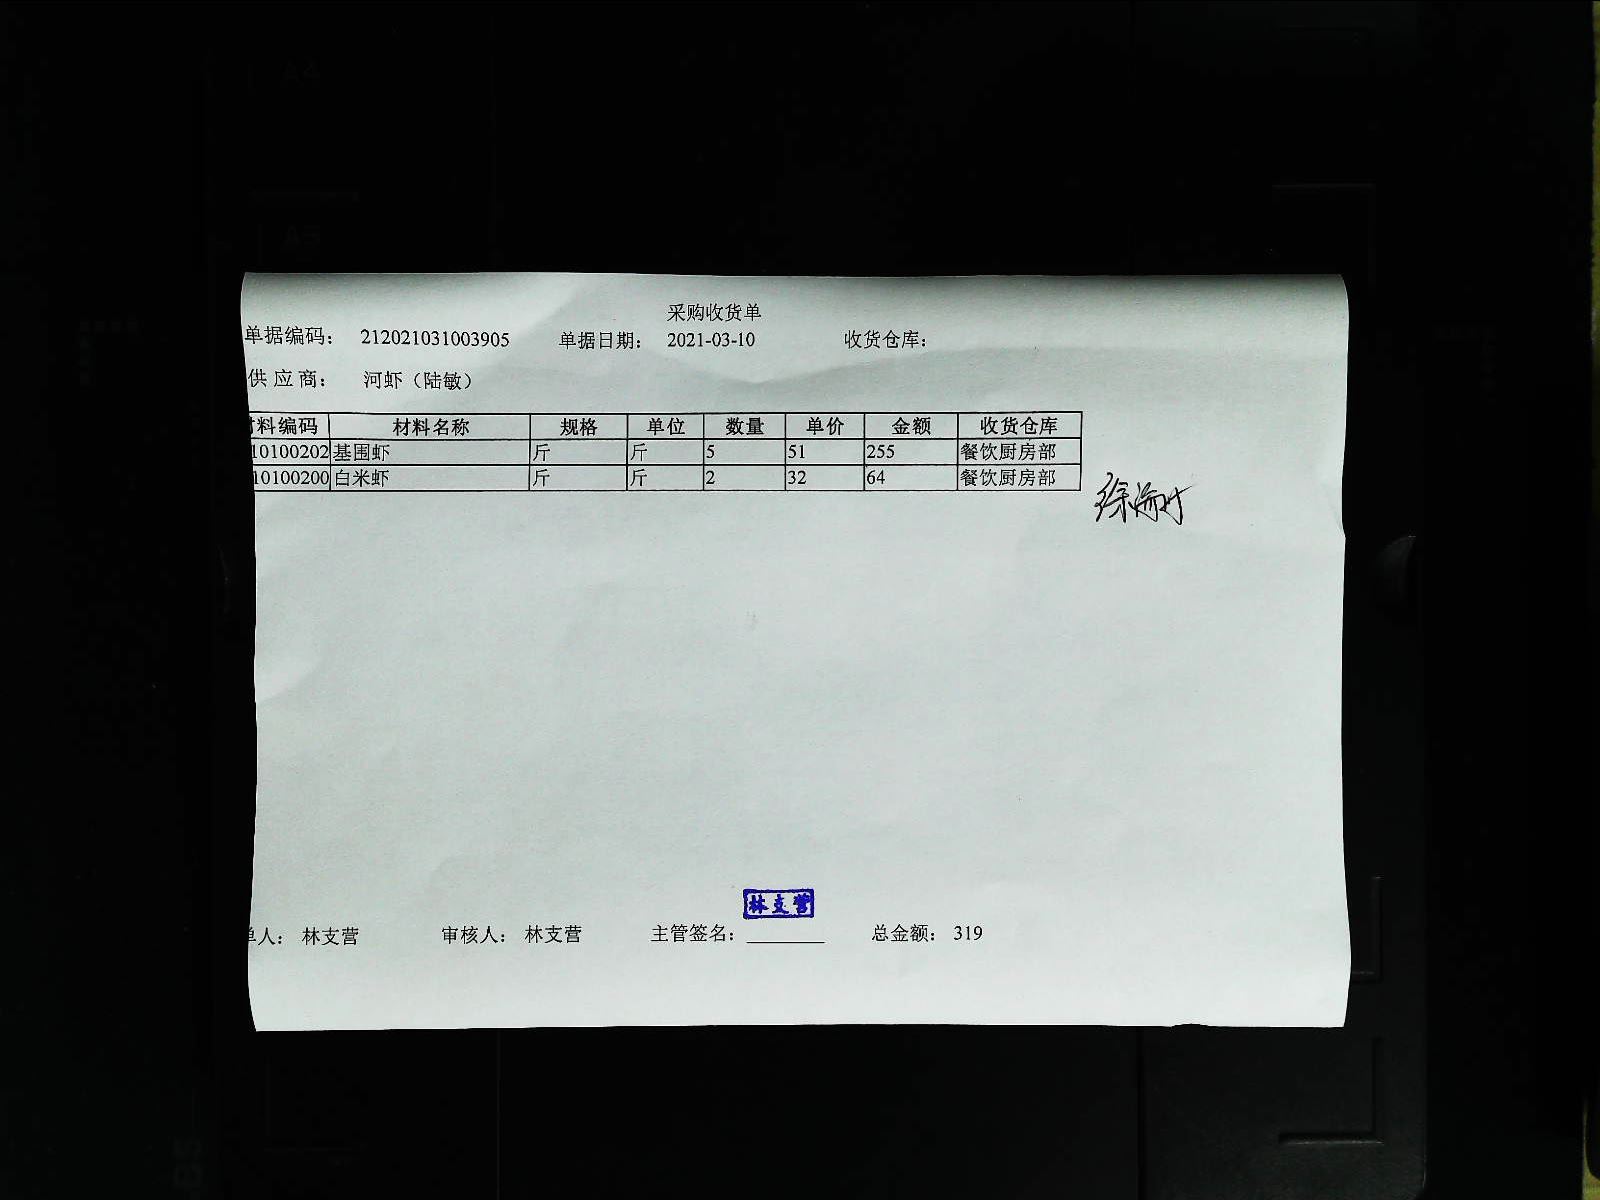 采购收货单
单据编码： 212021031003905 单据日期： 2021-03-10 收货仓库：
供应商： 河虾（陆敏）
料编码 材料名称 规格 单位 数量 单价 金额 收货仓库
10100202 基围虾 斤 斤 5 51 255 餐饮厨房部
10100200 白米虾 斤 斤 2 32 64 餐饮厨房部
林支营
单人： 林支营 审核人： 林支营 主管签名： 总金额： 319